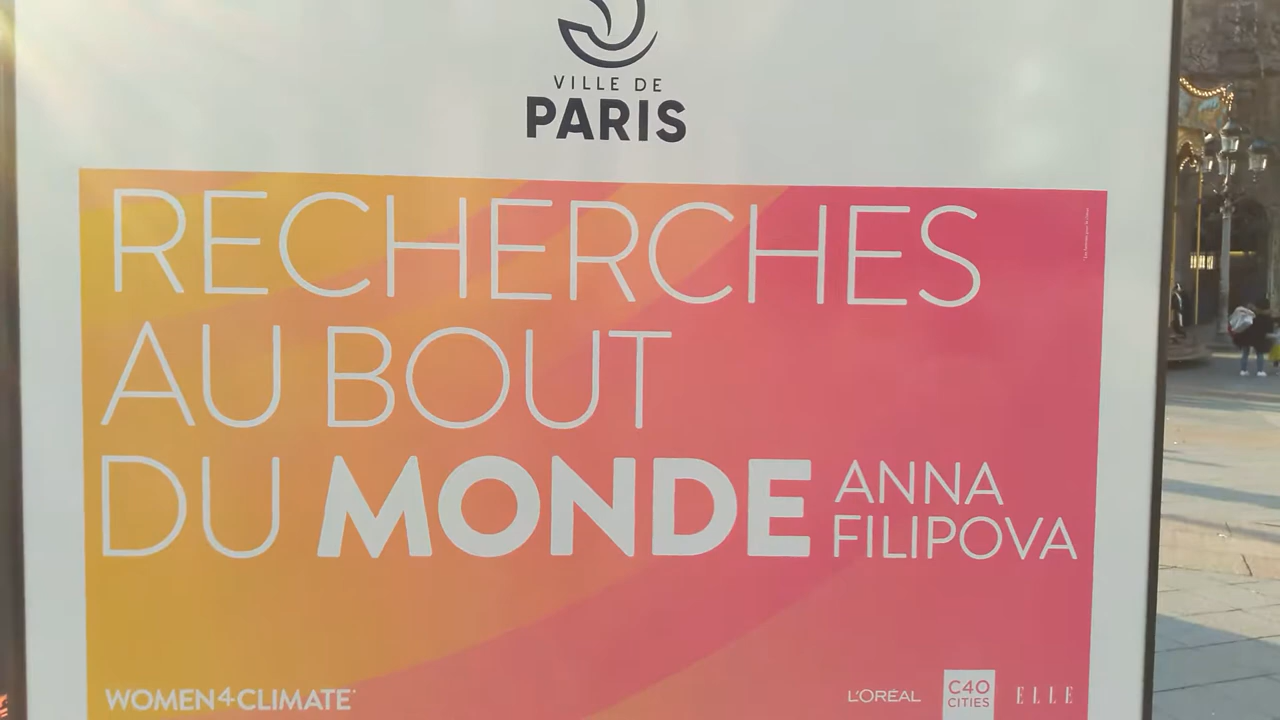 VILLE DE
PARIS
RECHERCHES
AU BOUT
DU MONDE ANNA
FILIPOVA
WOMEN4CLIMATE*
L'ORÉAL C40 CITIES ELLE